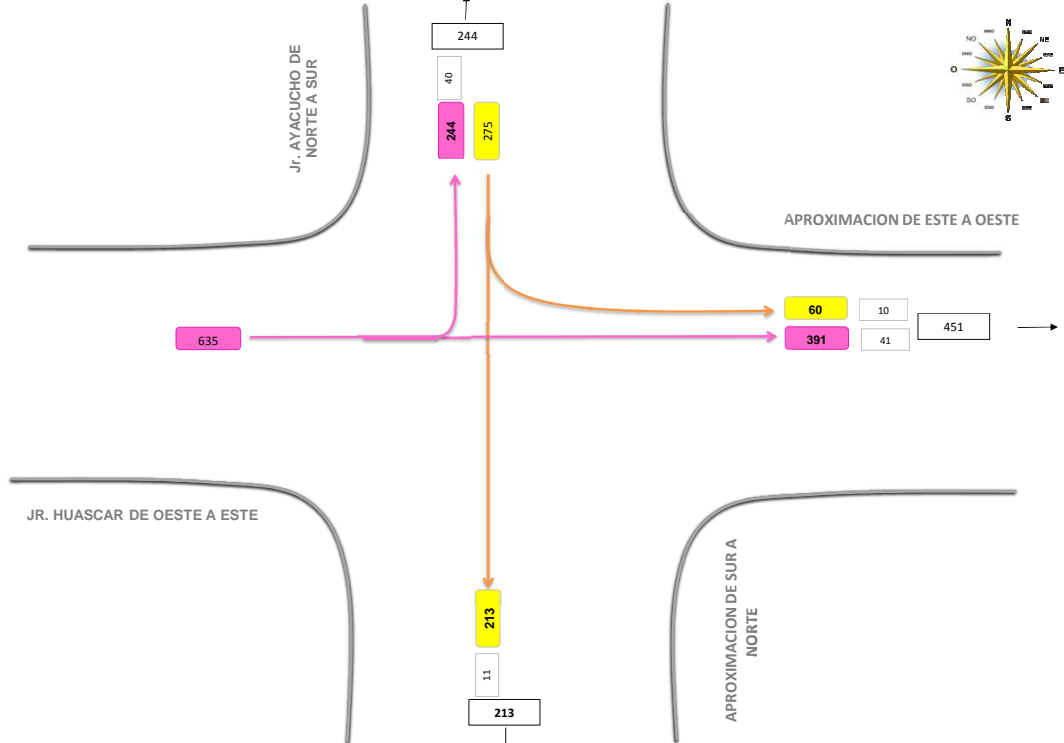 244
N
NO
NE
O
E
SO
S
40
244
275
Jr. AYACUCHO DE
NORTE A SUR
APROXIMACION DE ESTE A OESTE
60
10
635
391
41
451
JR. HUASCAR DE OESTE A ESTE
APROXIMACION DE SUR A
NORTE
213
11
213